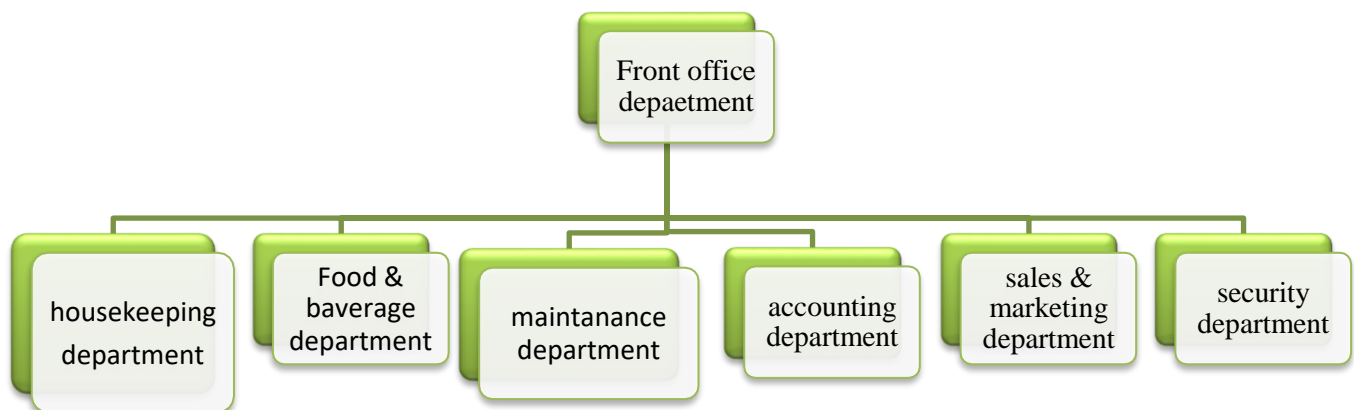 Front office
depaetment
housekeeping
department
Food &
baverage
department
maintanance
department
accounting
department
sales &
marketing
department
security
department